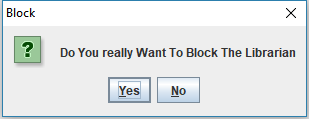 Block
Do You really Want To Block The Librarian
Yes No